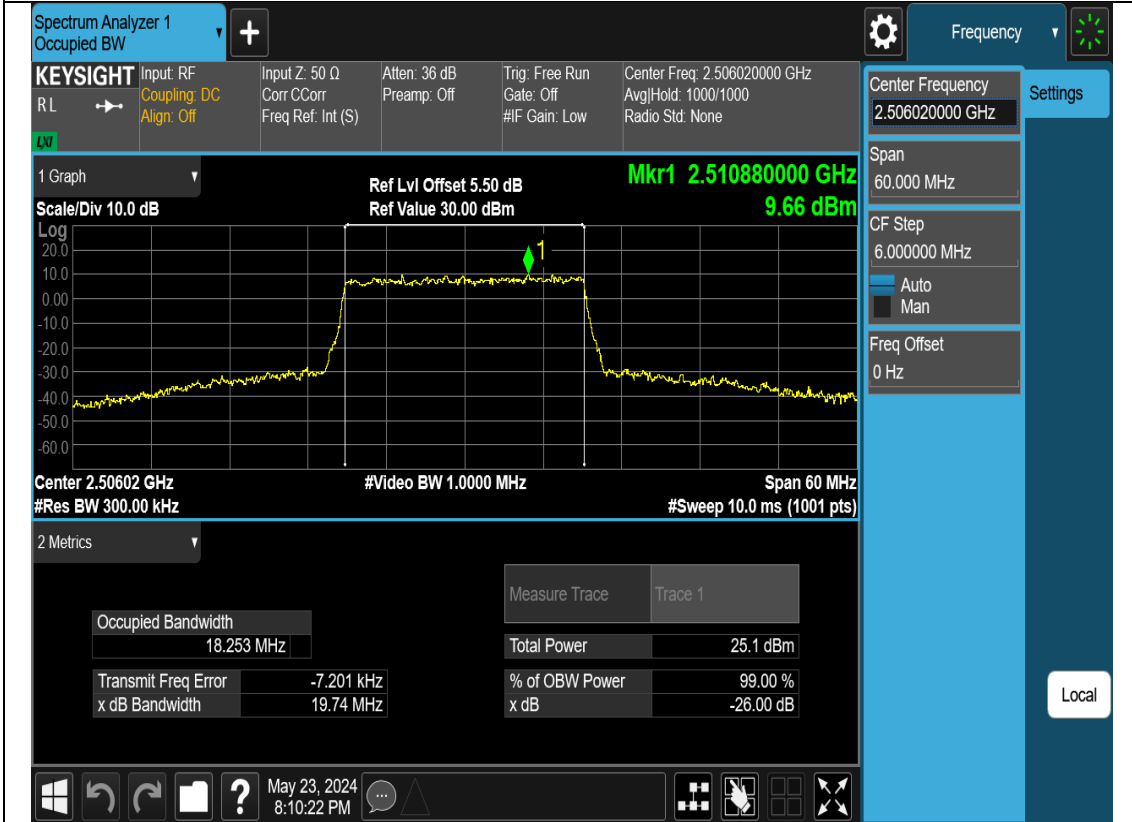 Spectrum Analyzer 1
Occupied BW
+
Frequency
KEYSIGHT
R L
LXI
Input: RF
Coupling: DC
Align: Off
Input Z: 50 Ω
Corr CCorr
Freq Ref: Int (S)
Atten: 36 dB
Preamp: Off
Trig: Free Run
Gate: Off
#IF Gain: Low
Center Freq: 2.506020000 GHz
Avg|Hold: 1000/1000
Radio Std: None
Center Frequency
2.506020000 GHz
Settings
Span
60.000 MHz
CF Step
6.000000 MHz
Auto
Man
Freq Offset
0 Hz
Local
1 Graph
Scale/Div 10.0 dB
Ref Lvl Offset 5.50 dB
Ref Value 30.00 dBm
Mkr1 2.510880000 GHz
9.66 dBm
Log
20.0
10.0
0.00
-10.0
-20.0
-30.0
-40.0
-50.0
-60.0
1
Center 2.50602 GHz
#Res BW 300.00 kHz
#Video BW 1.0000 MHz
Span 60 MHz
#Sweep 10.0 ms (1001 pts)
2 Metrics
Measure Trace Trace 1
Occupied Bandwidth
18.253 MHz
Total Power 25.1 dBm
Transmit Freq Error -7.201 kHz
% of OBW Power 99.00 %
x dB Bandwidth 19.74 MHz
x dB -26.00 dB
?
May 23, 2024
8:10:22 PM